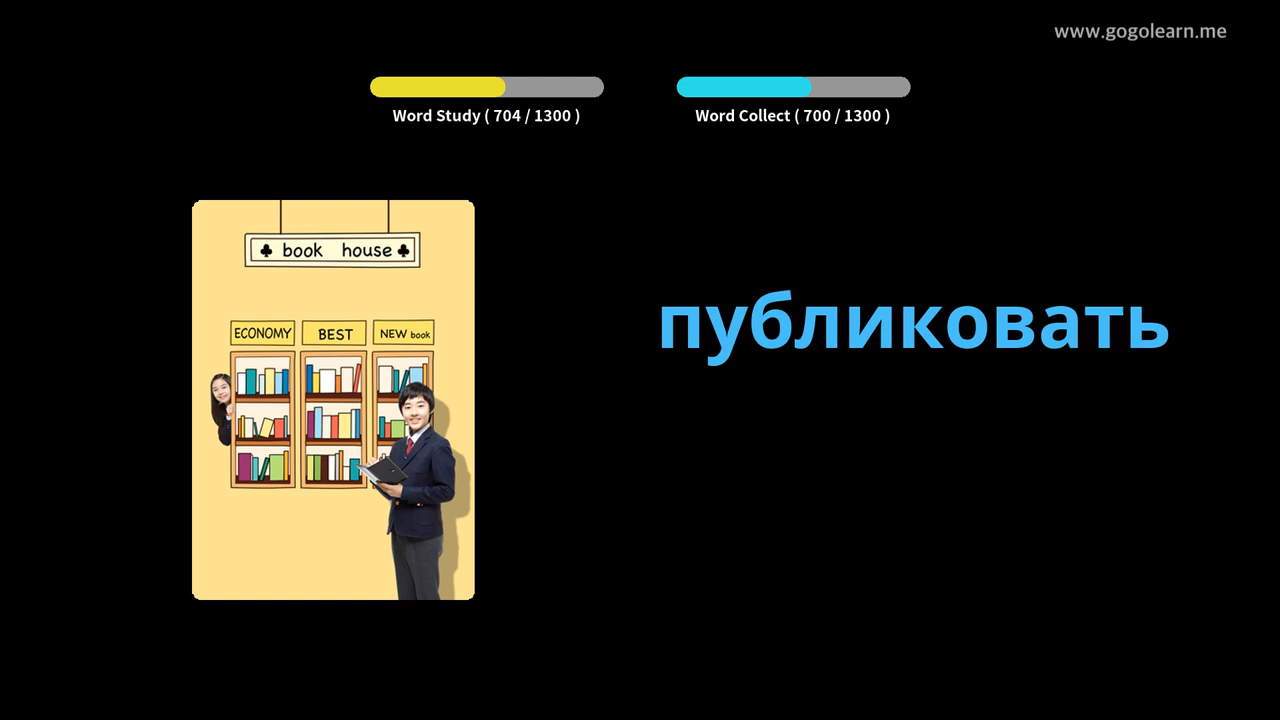 www.gogolearn.me
Word Study ( 704 / 1300 )
Word Collect ( 700 / 1300 )
♣ book house ♣
ECONOMY
BEST
NEW book
публиковать